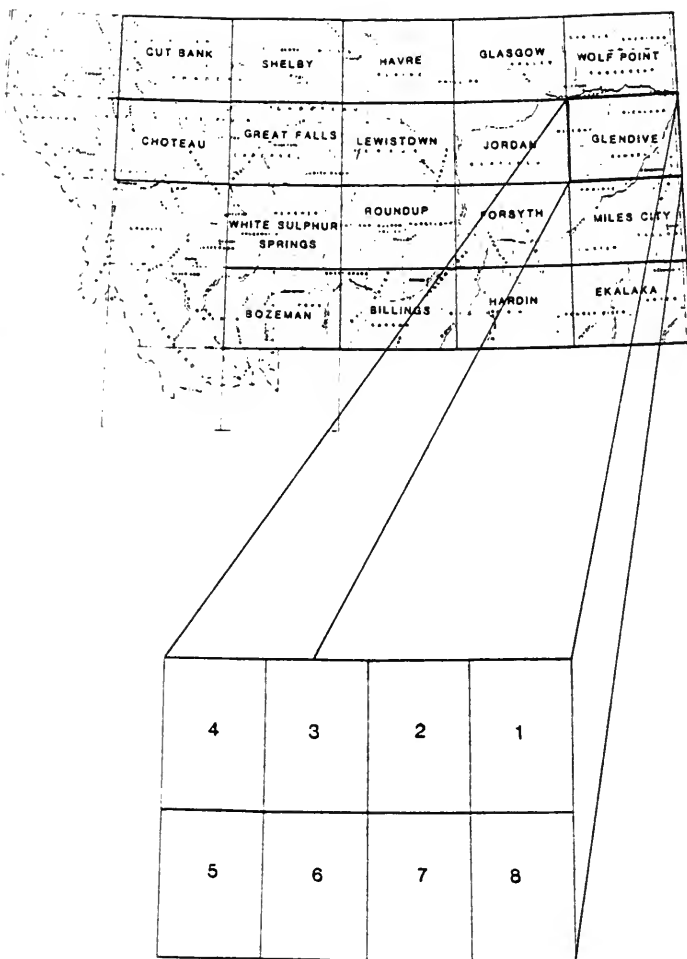 CUT BANK SHELBY HAVRE GLASGOW WOLF POINT
CHOTEAU GREAT FALLS LEWISTOWN JORDAN GLENDIVE
WHITE SULPHUR SPRINGS ROUNDUP FORSYTH MILES CITY
BOZEMAN BILLINGS HARDIN EKALAKA
4 3 2 1
5 6 7 8